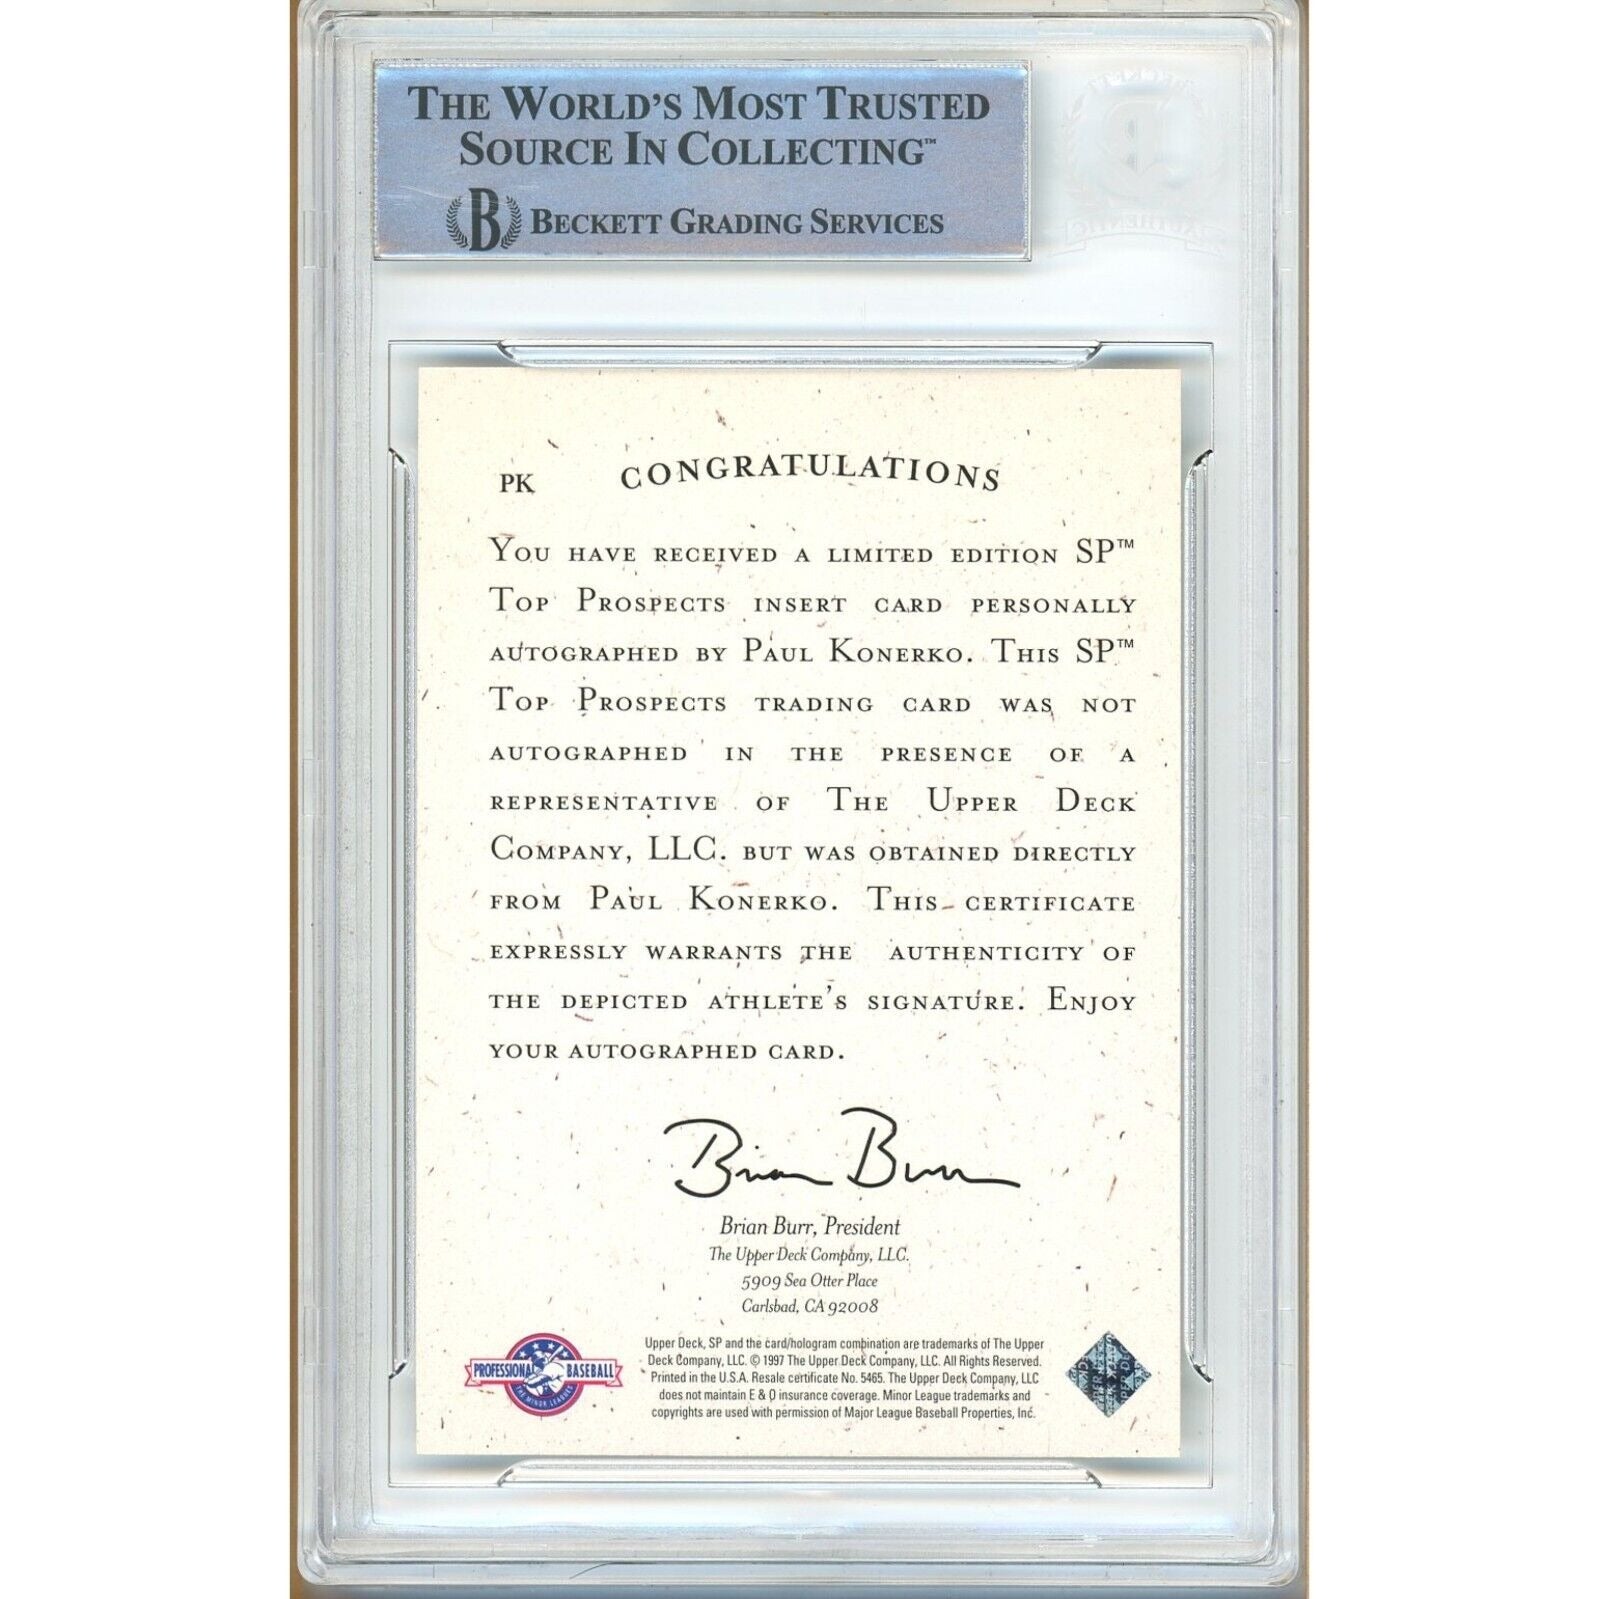 THE WORLD'S MOST TRUSTED
SOURCE IN COLLECTING™
B BECKETT GRADING SERVICES
PK CONGRATULATIONS
YOU HAVE RECEIVED A LIMITED EDITION SP™
TOP PROSPECTS INSERT CARD PERSONALLY
AUTOGRAPHED BY PAUL KONERKO. THIS SP™
TOP PROSPECTS TRADING CARD WAS NOT
AUTOGRAPHED IN THE PRESENCE OF A
REPRESENTATIVE OF THE UPPER DECK
COMPANY, LLC. BUT WAS OBTAINED DIRECTLY
FROM PAUL KONERKO. THIS CERTIFICATE
EXPRESSLY WARRANTS THE AUTHENTICITY OF
THE DEPICTED ATHLETE'S SIGNATURE. ENJOY
YOUR AUTOGRAPHED CARD.
Brian Burr
Brian Burr, President
The Upper Deck Company, LLC.
5909 Sea Otter Place
Carlsbad, CA 92008
Upper Deck, SP and the card/hologram combination are trademarks of The Upper
Deck Company, LLC. © 1997 The Upper Deck Company, LLC. All Rights Reserved.
Printed in the U.S.A. Resale certificate No. 5465. The Upper Deck Company, LLC
does not maintain E & O insurance coverage. Minor League trademarks and
copyrights are used with permission of Major League Baseball Properties, Inc.
PROFESSIONAL BASEBALL
THE MINOR LEAGUES